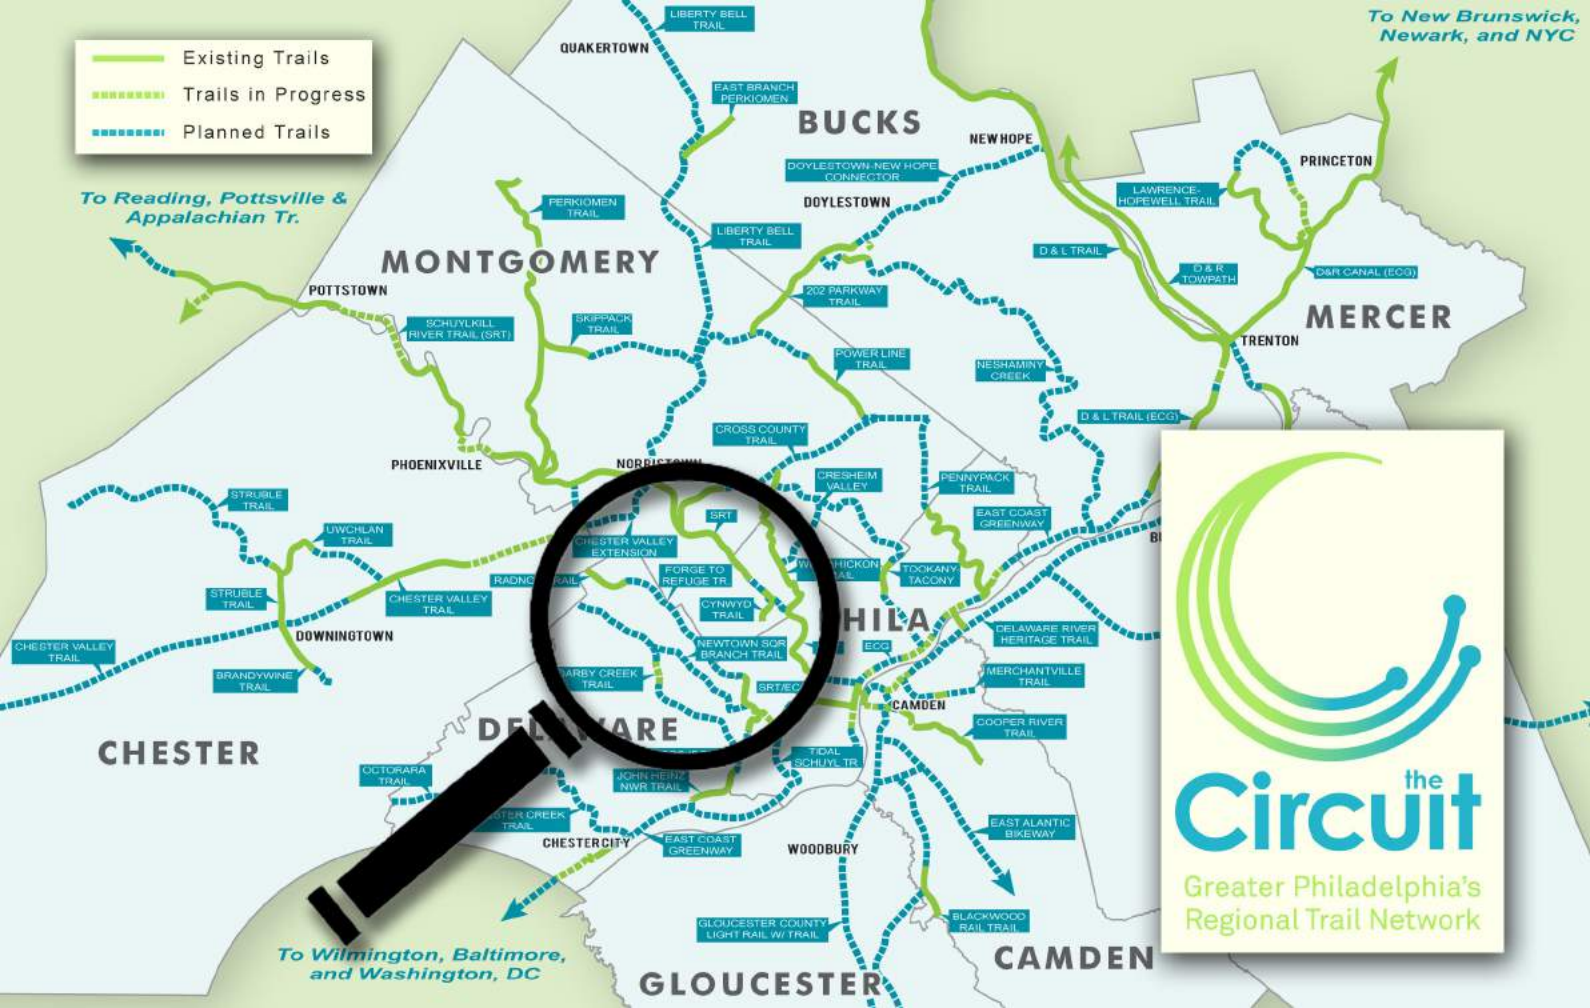 LIBERTY BELL
TRAIL
To New Brunswick,
Newark, and NYC
QUAKERTOWN
Existing Trails
Trails in Progress
Planned Trails
EAST BRANCH
PERKIOMEN
BUCKS
NEW HOPE
DOYLESTOWN-NEW HOPE
CONNECTOR
PRINCETON
LAWRENCE-
HOPEWELL TRAIL
To Reading, Pottsville &
Appalachian Tr.
PERKIOMEN
TRAIL
DOYLESTOWN
LIBERTY BELL
TRAIL
D & L TRAIL
MONTGOMERY
D & R
TOWPATH
D&R CANAL (ECG)
POTTSTOWN
202 PARKWAY
TRAIL
MERCER
SCHUYLKILL
RIVER TRAIL (SRT)
SKIPPACK
TRAIL
TRENTON
POWER LINE
TRAIL
NESHAMINY
CREEK
D & L TRAIL (ECG)
CROSS COUNTY
TRAIL
PHOENIXVILLE
NORRISTOWN
CRESHEIM
VALLEY
PENNYPACK
TRAIL
STRUBLE
TRAIL
SRT
EAST COAST
GREENWAY
UWCHLAN
TRAIL
CHESTER VALLEY
EXTENSION
FORGE TO
REFUGE TR.
TOOKANY
TACONY
STRUBLE
TRAIL
CHESTER VALLEY
TRAIL
CYNWYD
TRAIL
PHILA
DOWNINGTOWN
DELAWARE RIVER
HERITAGE TRAIL
CHESTER VALLEY
TRAIL
NEWTOWN SQR
BRANCH TRAIL
ECG
BRANDYWINE
TRAIL
DARBY CREEK
TRAIL
MERCHANTVILLE
TRAIL
CAMDEN
DELAWARE
COOPER RIVER
TRAIL
CHESTER
TIDAL
SCHUYL TR
OCTORARA
TRAIL
JOHN HEINZ
NWR TRAIL
TRAIL
CHESTER CITY
EAST COAST
GREENWAY
WOODBURY
EAST ALANTIC
BIKEWAY
GLOUCESTER COUNTY
LIGHT RAIL W/ TRAIL
BLACKWOOD
RAIL TRAIL
To Wilmington, Baltimore,
and Washington, DC
CAMDEN
GLOUCESTER
the
Circuit
Greater Philadelphia's
Regional Trail Network